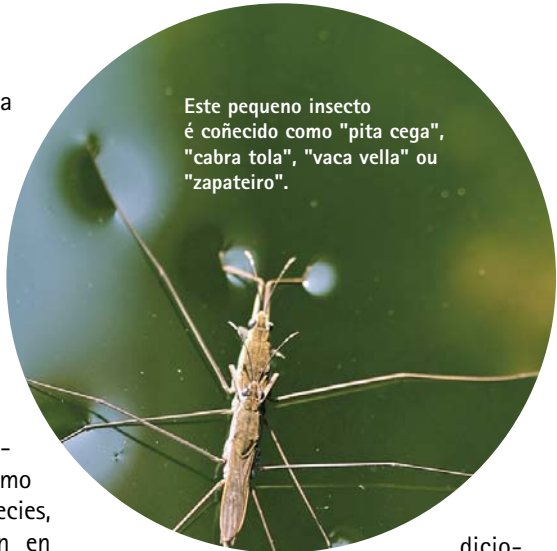 a
Este pequeno insecto
é coñecido como "pita cega",
"cabra tola", "vaca vella" ou
"zapateiro".
-
mo
ecies,
n en
dicio-